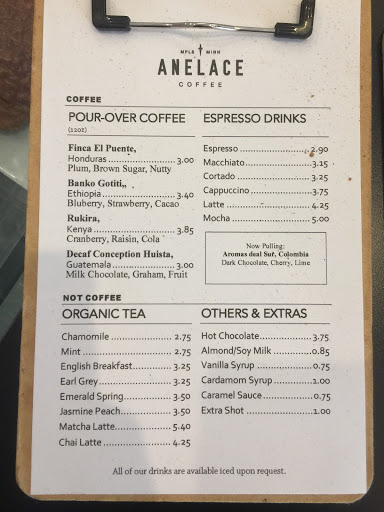 MPLS MINN
ANELACE
COFFEE
COFFEE
POUR-OVER COFFEE
(12oz)
Finca El Puente,
Honduras..................3.00
Plum, Brown Sugar, Nutty
Banko Gotiti,,
Ethiopia....................3.40
Bluberry, Strawberry, Cacao
Rukira,
Kenya.......................3.85
Cranberry, Raisin, Cola
Decaf Conception Huista,
Guatemala.................3.00
Milk Chocolate, Graham, Fruit
ESPRESSO DRINKS
Espresso........................2.90
Macchiato.....................3.25
Cortado ........................3.25
Cappuccino...................3.75
Latte ............................4.25
Mocha ..........................5.00
Now Pulling:
Aromas deal Sur, Colombia
Dark Chocolate, Cherry, Lime
NOT COFFEE
ORGANIC TEA
Chamomile ................2.75
Mint ...........................2.75
English Breakfast........3.25
Earl Grey....................3.25
Emerald Spring...........3.50
Jasmine Peach............3.50
Matcha Latte..............5.40
Chai Latte ..................4.25
OTHERS & EXTRAS
Hot Chocolate...............3.75
Almond/Soy Milk ..........0.85
Vanilla Syrup ................0.75
Cardamom Syrup..........1.00
Caramel Sauce..............0.75
Extra Shot ....................1.00
All of our drinks are available iced upon request.